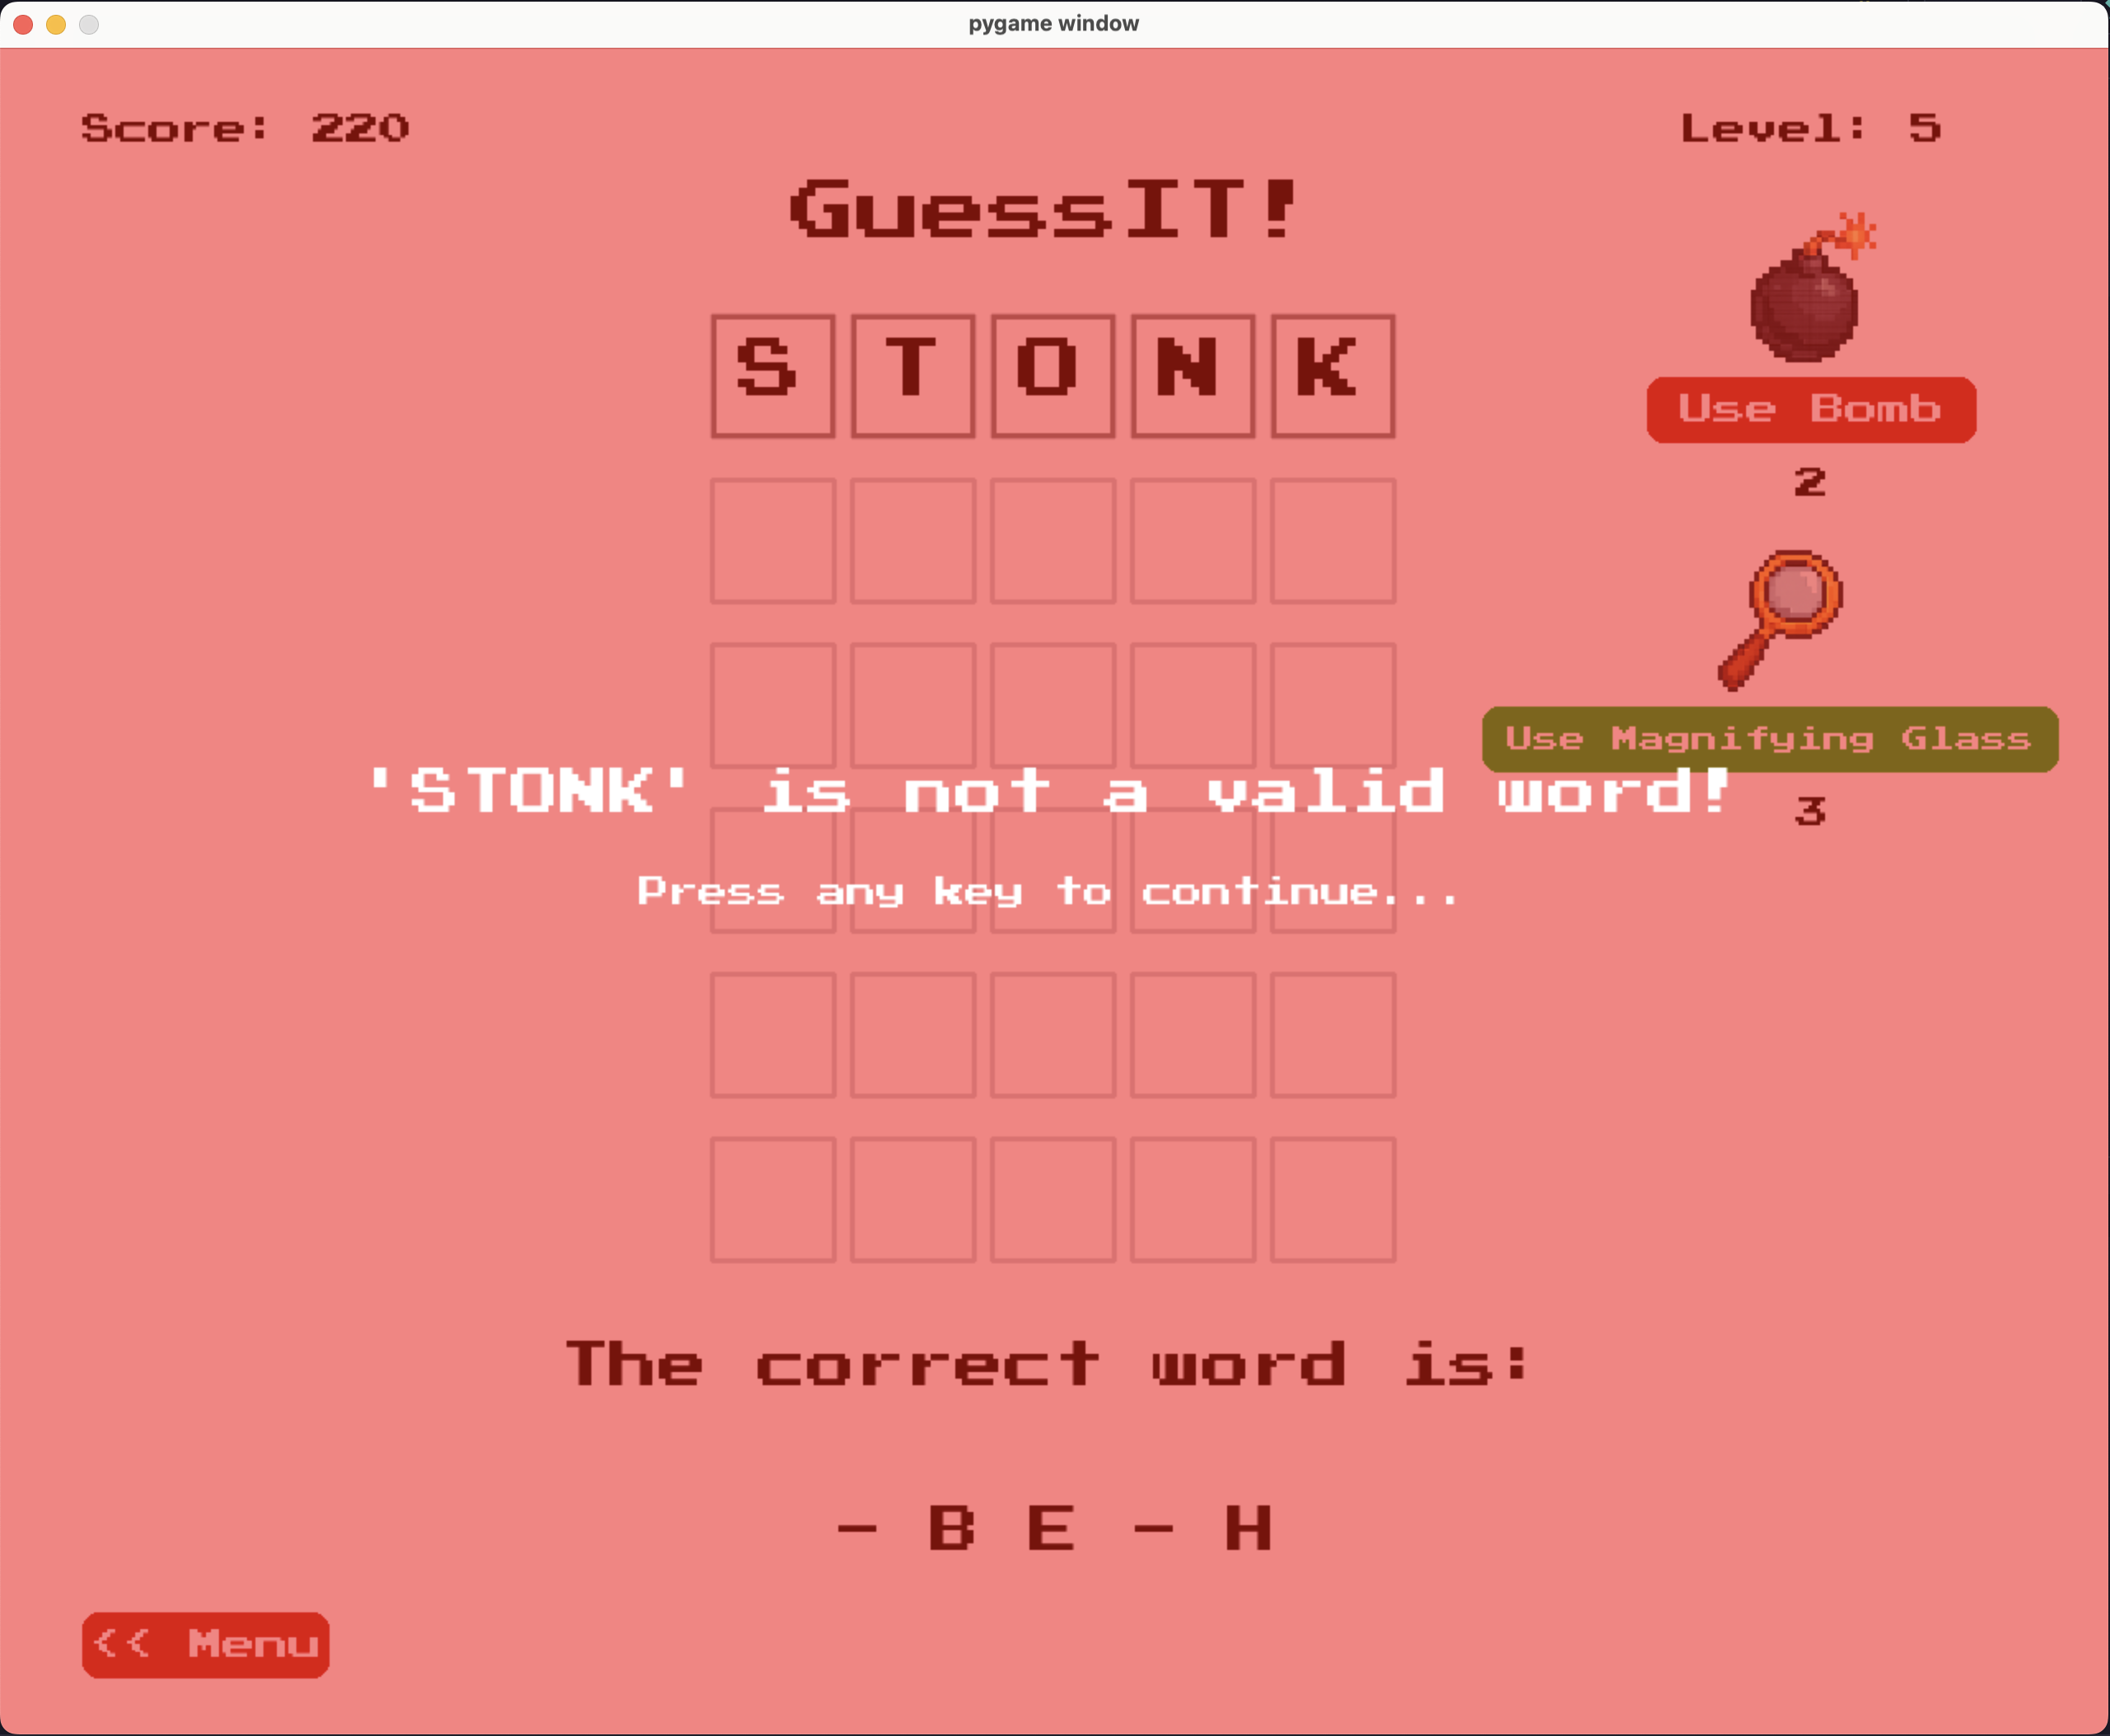 pygame window
Score: 220
Level: 5
GuessIT!
S T O N K
Use Bomb
2
Use Magnifying Glass
'STONK' is not a valid word!
3
Press any key to continue...
The correct word is:
- B E - H
<< Menu